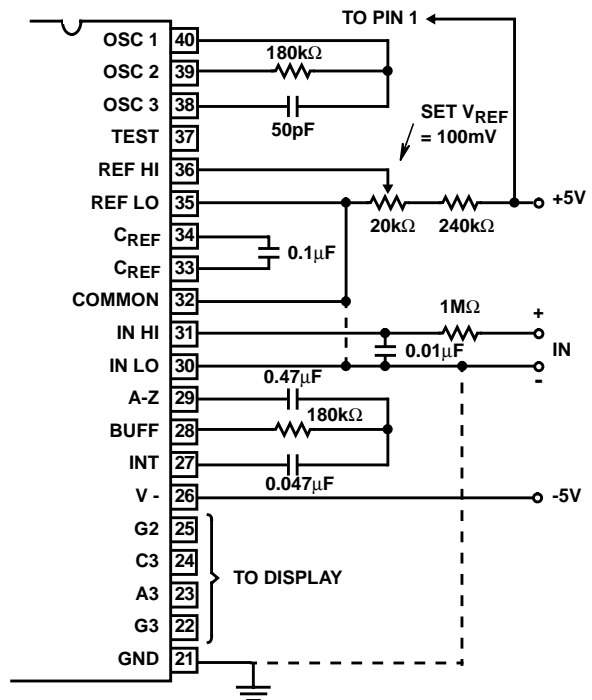 TO PIN 1
OSC 1 40
180kΩ
OSC 2 39
OSC 3 38
50pF
TEST 37
SET VREF
= 100mV
REF HI 36
REF LO 35
20kΩ 240kΩ
+5V
CREF 34
0.1µF
CREF 33
COMMON 32
1MΩ
+
IN HI 31
0.01µF
IN
IN LO 30
-
0.47µF
A-Z 29
180kΩ
BUFF 28
INT 27
0.047µF
V - 26
-5V
G2 25
C3 24
TO DISPLAY
A3 23
G3 22
GND 21